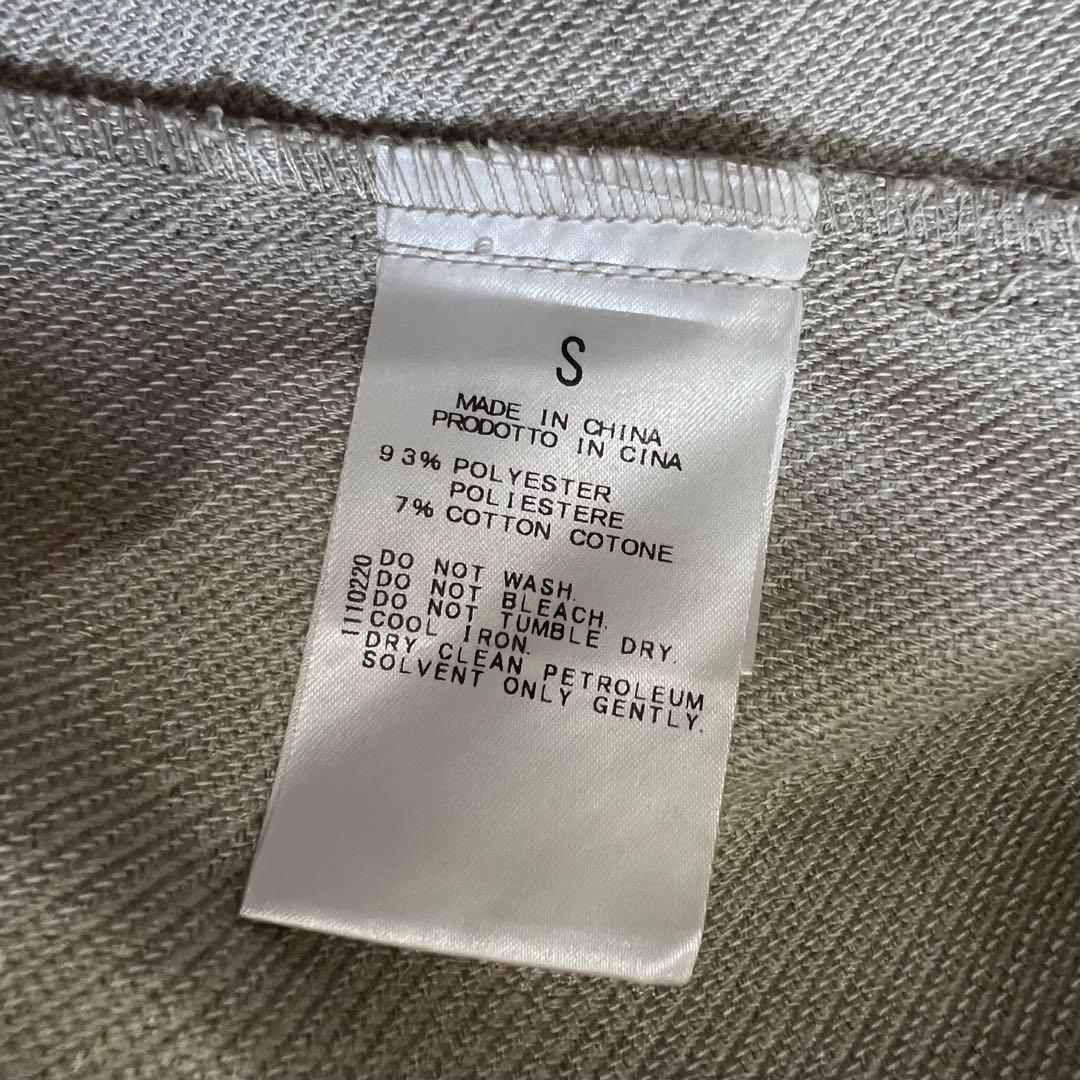 S
MADE IN CHINA
PRODOTTO IN CINA
93% POLYESTER
POLIESTERE
7% COTTON COTONE
DO NOT WASH.
DO NOT BLEACH.
DO NOT TUMBLE DRY.
COOL IRON.
DRY CLEAN PETROLEUM
SOLVENT ONLY GENTLY.
1110220